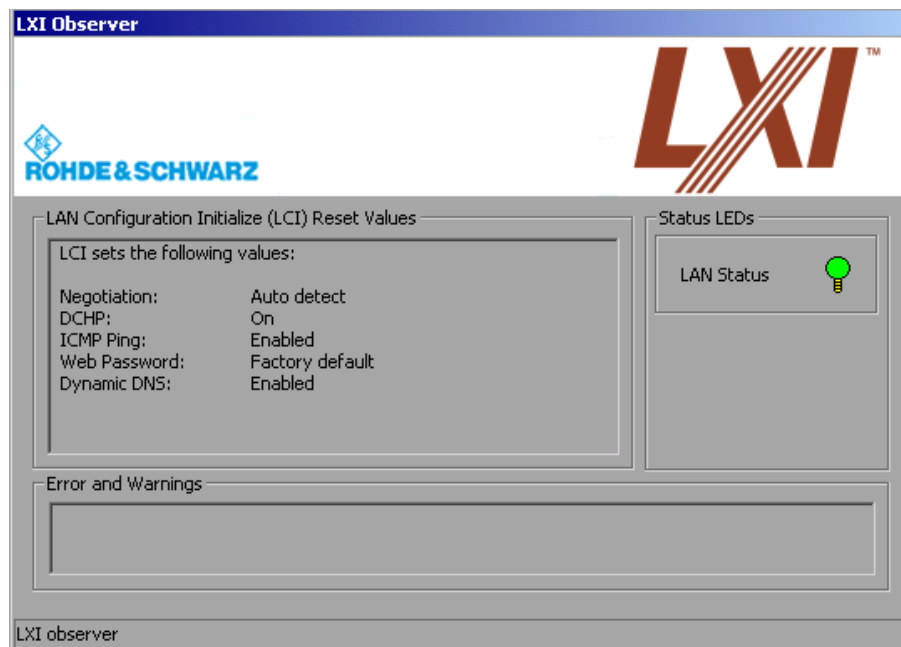 LXI Observer
LXI™
ROHDE & SCHWARZ
LAN Configuration Initialize (LCI) Reset Values
LCI sets the following values:
Negotiation: Auto detect
DCHP: On
ICMP Ping: Enabled
Web Password: Factory default
Dynamic DNS: Enabled
Status LEDs
LAN Status
Error and Warnings
LXI observer